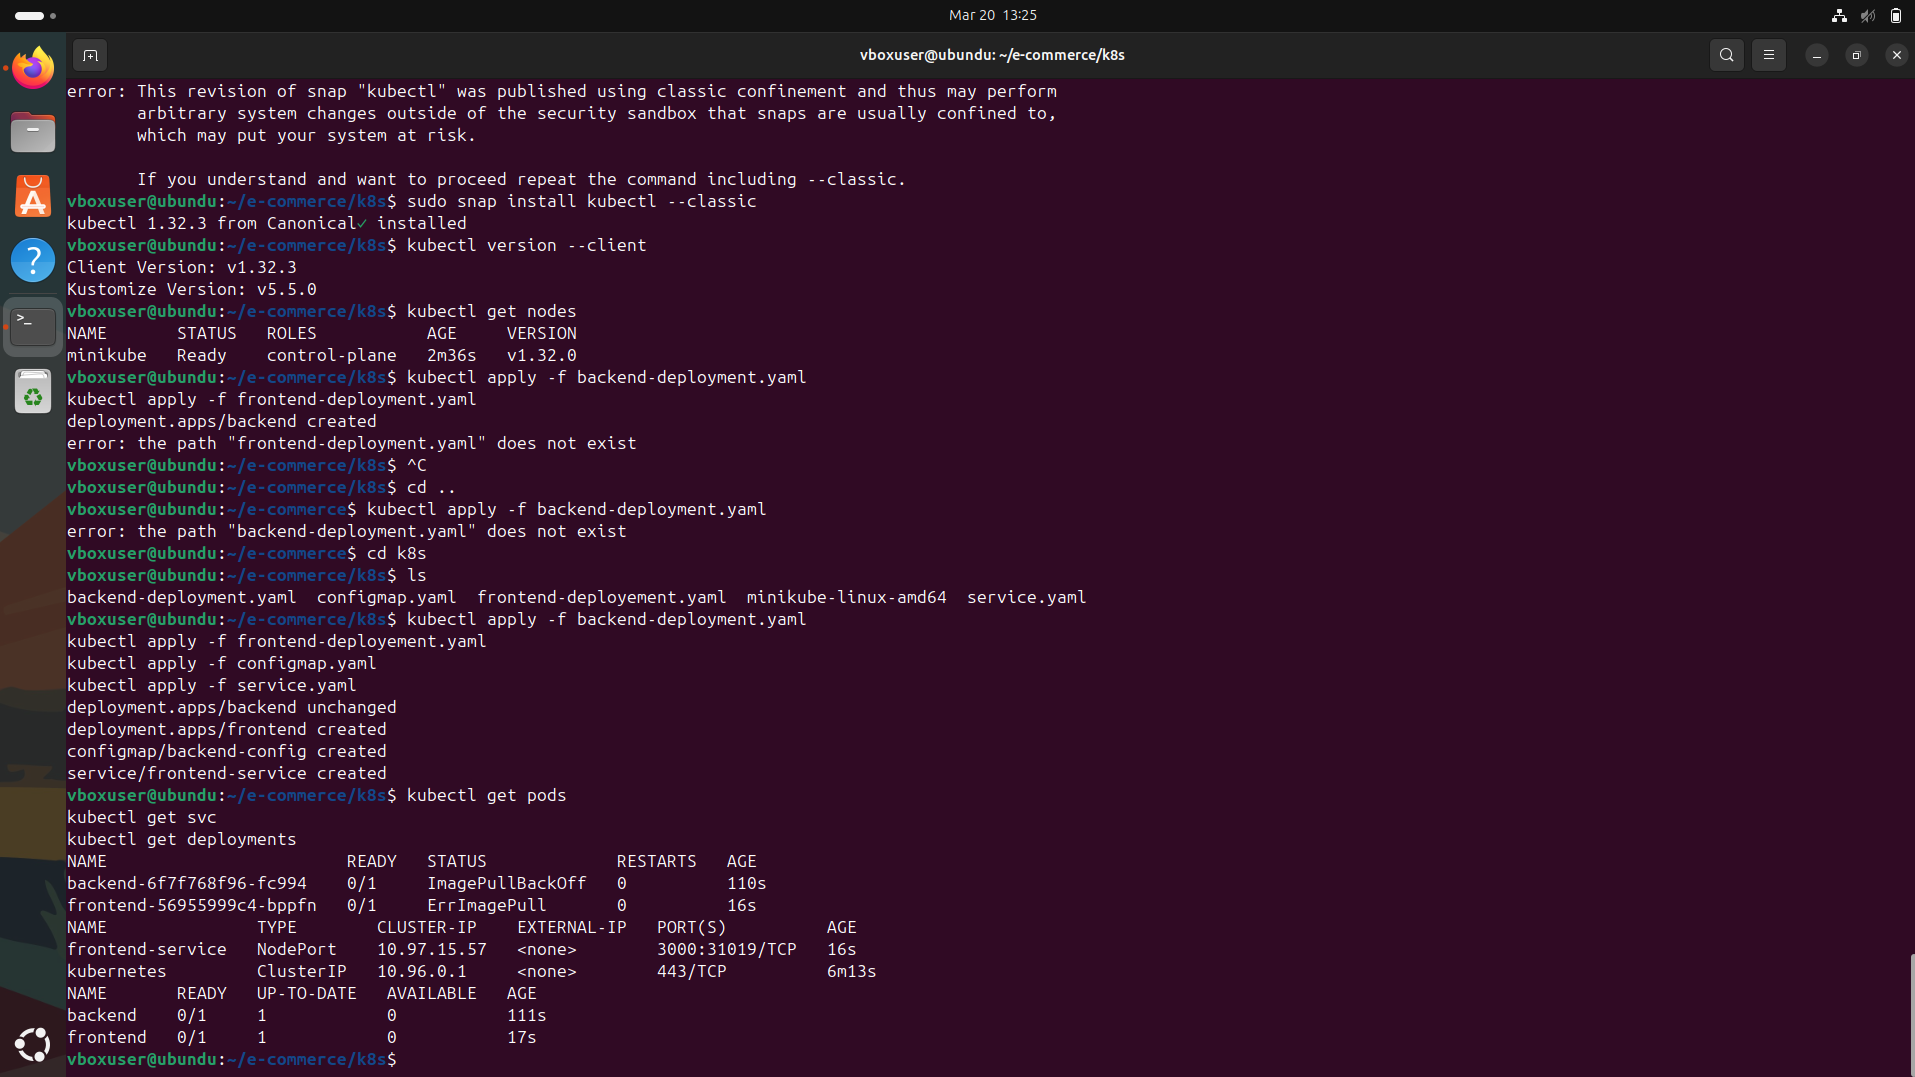 Mar 20  13:25
vboxuser@ubundu: ~/e-commerce/k8s
error: This revision of snap "kubectl" was published using classic confinement and thus may perform
       arbitrary system changes outside of the security sandbox that snaps are usually confined to,
       which may put your system at risk.
       If you understand and want to proceed repeat the command including --classic.
vboxuser@ubundu:~/e-commerce/k8s$ sudo snap install kubectl --classic
kubectl 1.32.3 from Canonical✓ installed
vboxuser@ubundu:~/e-commerce/k8s$ kubectl version --client
Client Version: v1.32.3
Kustomize Version: v5.5.0
vboxuser@ubundu:~/e-commerce/k8s$ kubectl get nodes
NAME       STATUS   ROLES           AGE     VERSION
minikube   Ready    control-plane   2m36s   v1.32.0
vboxuser@ubundu:~/e-commerce/k8s$ kubectl apply -f backend-deployment.yaml
kubectl apply -f frontend-deployment.yaml
deployment.apps/backend created
error: the path "frontend-deployment.yaml" does not exist
vboxuser@ubundu:~/e-commerce/k8s$ ^C
vboxuser@ubundu:~/e-commerce/k8s$ cd ..
vboxuser@ubundu:~/e-commerce$ kubectl apply -f backend-deployment.yaml
error: the path "backend-deployment.yaml" does not exist
vboxuser@ubundu:~/e-commerce$ cd k8s
vboxuser@ubundu:~/e-commerce/k8s$ ls
backend-deployment.yaml  configmap.yaml  frontend-deployement.yaml  minikube-linux-amd64  service.yaml
vboxuser@ubundu:~/e-commerce/k8s$ kubectl apply -f backend-deployment.yaml
kubectl apply -f frontend-deployement.yaml
kubectl apply -f configmap.yaml
kubectl apply -f service.yaml
deployment.apps/backend unchanged
deployment.apps/frontend created
configmap/backend-config created
service/frontend-service created
vboxuser@ubundu:~/e-commerce/k8s$ kubectl get pods
kubectl get svc
kubectl get deployments
NAME                        READY   STATUS             RESTARTS   AGE
backend-6f7f768f96-fc994    0/1     ImagePullBackOff   0          110s
frontend-56955999c4-bppfn   0/1     ErrImagePull       0          16s
NAME               TYPE        CLUSTER-IP    EXTERNAL-IP   PORT(S)          AGE
frontend-service   NodePort    10.97.15.57   <none>        3000:31019/TCP   16s
kubernetes         ClusterIP   10.96.0.1     <none>        443/TCP          6m13s
NAME       READY   UP-TO-DATE   AVAILABLE   AGE
backend    0/1     1            0           111s
frontend   0/1     1            0           17s
vboxuser@ubundu:~/e-commerce/k8s$